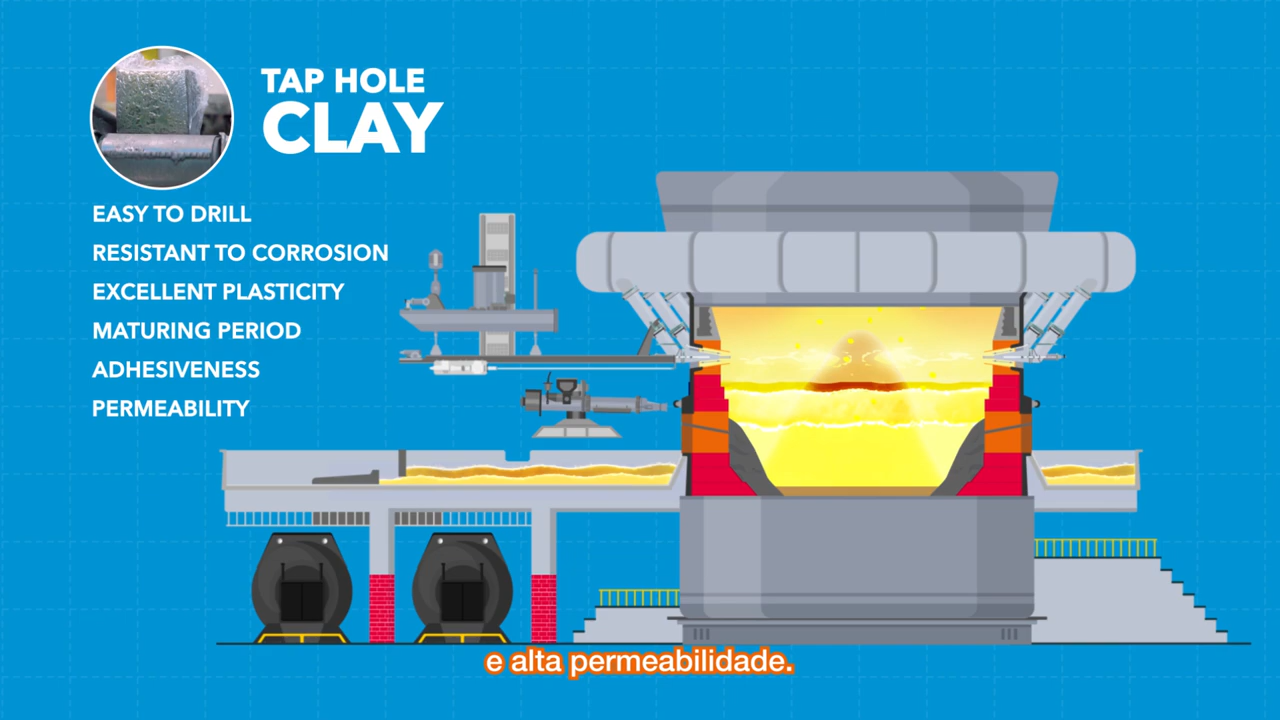 TAP HOLE
CLAY
EASY TO DRILL
RESISTANT TO CORROSION
EXCELLENT PLASTICITY
MATURING PERIOD
ADHESIVENESS
PERMEABILITY
e alta permeabilidade.